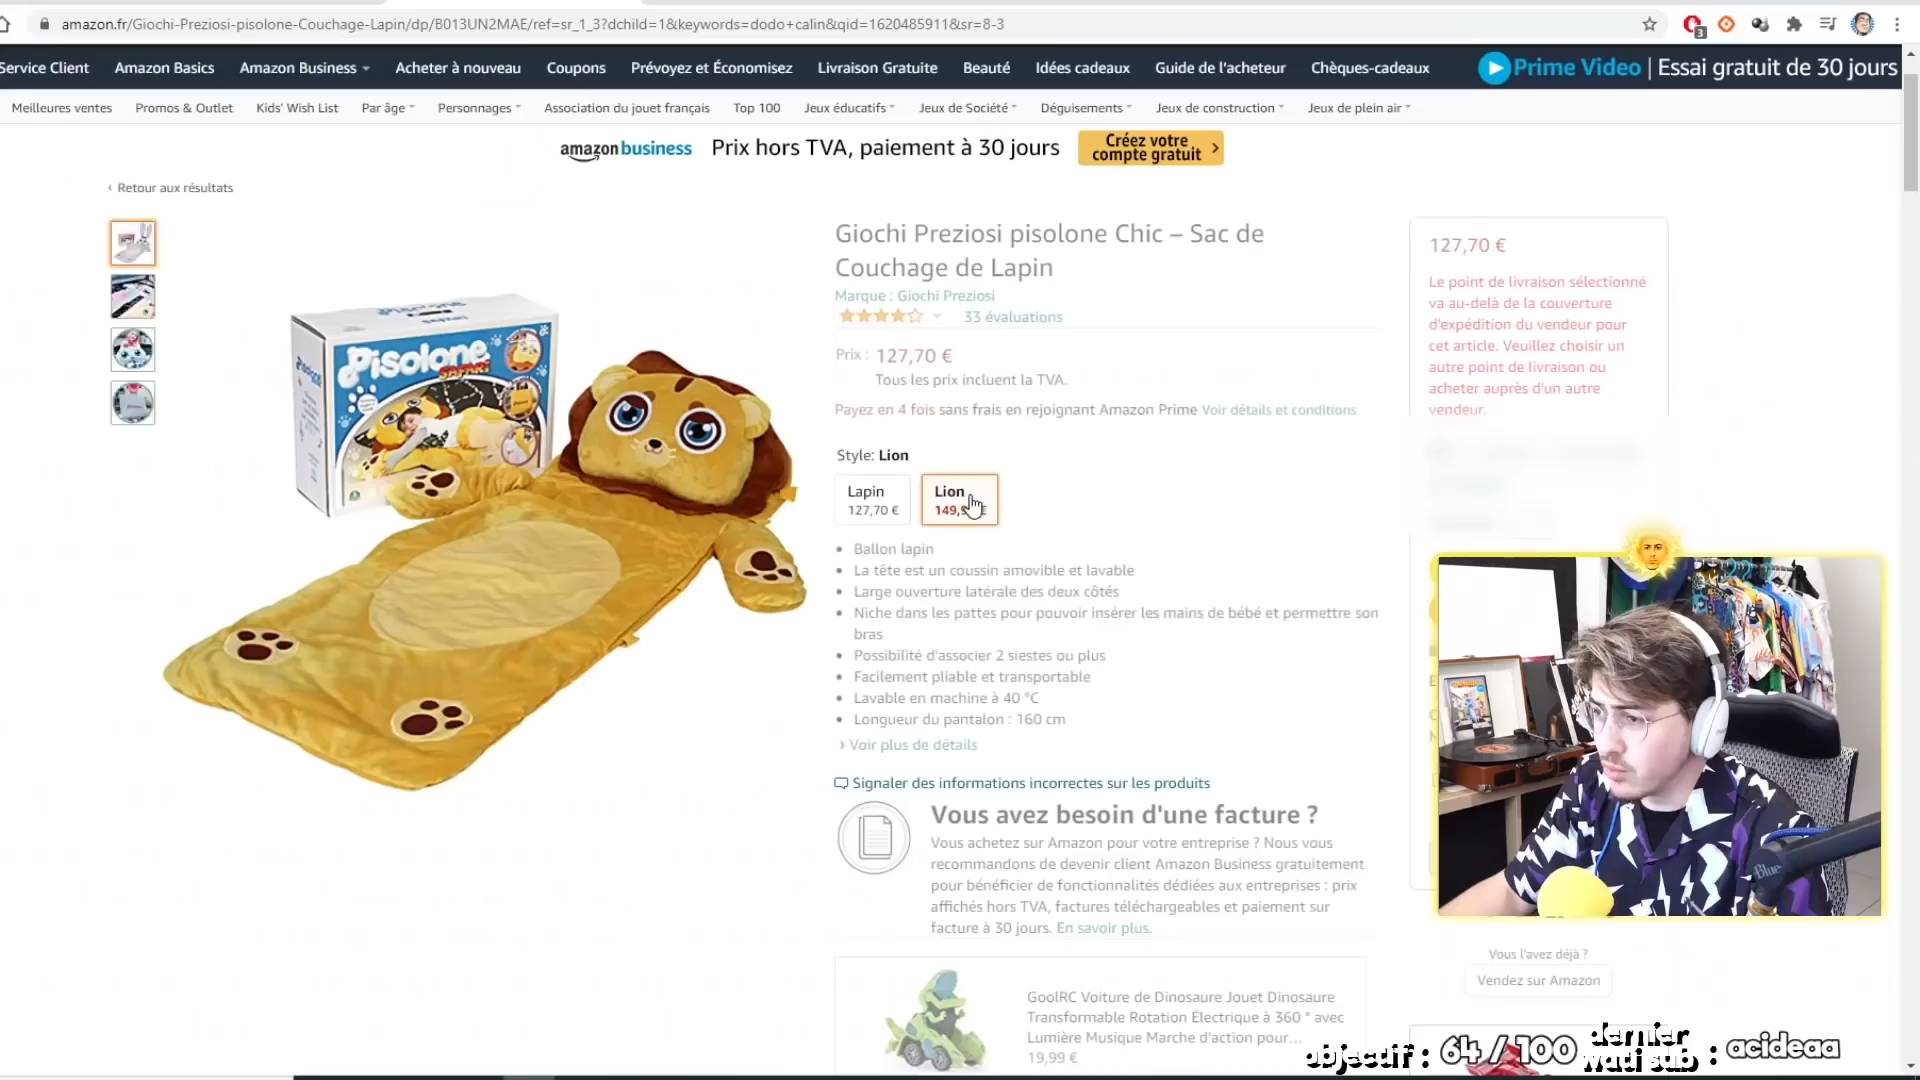 amazon.fr/Giochi-Preziosi-pisolone-Couchage-Lapin/dp/B013UN2MAE/ref=sr_1_3?dchild=1&keywords=dodo+calin&qid=1620485911&sr=8-3
3
Service Client Amazon Basics Amazon Business Acheter à nouveau Coupons Prévoyez et Économisez Livraison Gratuite Beauté Idées cadeaux Guide de l'acheteur Chèques-cadeaux Prime Video | Essai gratuit de 30 jours
Meilleures ventes Promos & Outlet Kids' Wish List Par âge Personnages Association du jouet français Top 100 Jeux éducatifs Jeux de Société Déguisements Jeux de construction Jeux de plein air
amazon business Prix hors TVA, paiement à 30 jours
Créez votre
compte gratuit
‹ Retour aux résultats
Pisolone
SAFARI
Giochi Preziosi pisolone Chic – Sac de
Couchage de Lapin
Marque : Giochi Preziosi
33 évaluations
Prix : 127,70 €
Tous les prix incluent la TVA.
Payez en 4 fois sans frais en rejoignant Amazon Prime Voir détails et conditions
Style: Lion
Lapin
127,70 €
Lion
149,
€
• Ballon lapin
• La tête est un coussin amovible et lavable
• Large ouverture latérale des deux côtés
• Niche dans les pattes pour pouvoir insérer les mains de bébé et permettre son
bras
• Possibilité d'associer 2 siestes ou plus
• Facilement pliable et transportable
• Lavable en machine à 40 °C
• Longueur du pantalon : 160 cm
› Voir plus de détails
Signaler des informations incorrectes sur les produits
Vous avez besoin d'une facture ?
Vous achetez sur Amazon pour votre entreprise ? Nous vous
recommandons de devenir client Amazon Business gratuitement
pour bénéficier de fonctionnalités dédiées aux entreprises : prix
affichés hors TVA, factures téléchargeables et paiement sur
facture à 30 jours. En savoir plus.
GoolRC Voiture de Dinosaure Jouet Dinosaure
Transformable Rotation Électrique à 360 ° avec
Lumière Musique Marche d'action pour...
19,99 €
127,70 €
Le point de livraison sélectionné
va au-delà de la couverture
d'expédition du vendeur pour
cet article. Veuillez choisir un
autre point de livraison ou
acheter auprès d'un autre
vendeur.
Blue
Vous l'avez déjà ?
Vendez sur Amazon
objectif : 64 / 100
dernier
wati sub : acideaa